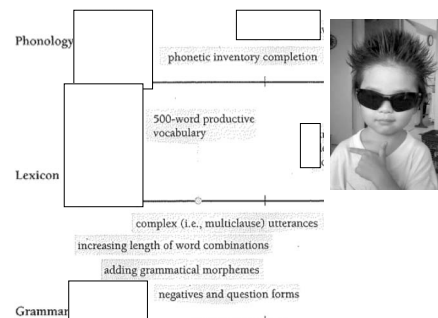 Phonology
phonetic inventory completion
500-word productive
vocabulary
Lexicon
complex (i.e., multiclause) utterances
increasing length of word combinations
adding grammatical morphemes
negatives and question forms
Grammar